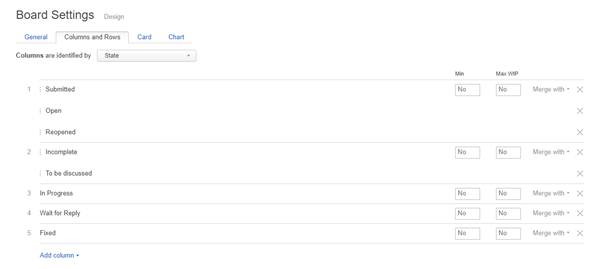 Board Settings Design
General Columns and Rows Card Chart
Columns are identified by State
Min Max WIP
1 Submitted No No Merge with
Open
Reopened
2 Incomplete No No Merge with
To be discussed
3 In Progress No No Merge with
4 Wait for Reply No No Merge with
5 Fixed No No Merge with
Add column